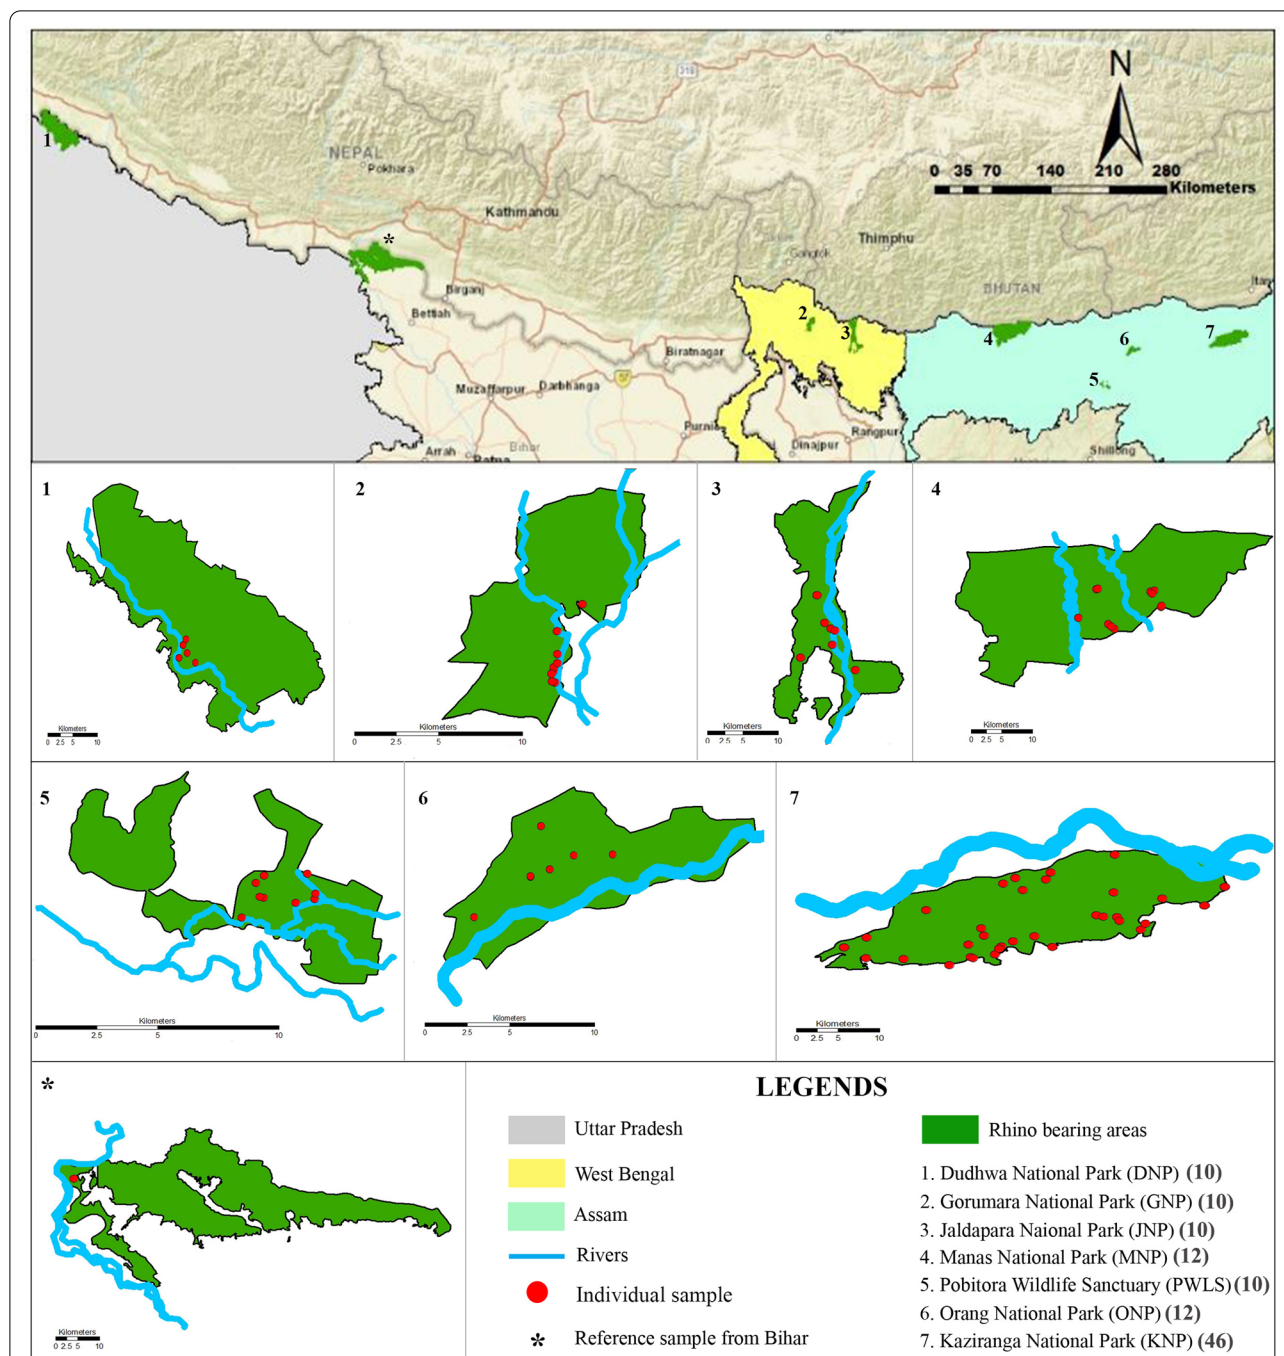 318
N
1
NEPAL
Pokhara
0 35 70 140 210 280
Kilometers
Kathmandu
*
Thimphu
Gangtok
Birganj
BHUTAN
Bettiah
2
3
4
6
7
Biratnagar
5
Muzaffarpur
Darbhanga
57
Purnia
Rangpur
Arrah
Bihar
Patna
Dinajpur
Shillong
1
Kilometers
0 2.5 5 10
2
Kilometers
0 2.5 5 10
3
Kilometers
0 2.5 5 10
4
Kilometers
0 2.5 5 10
5
Kilometers
0 2.5 5 10
6
Kilometers
0 2.5 5 10
7
Kilometers
0 2.5 5 10
*
Kilometers
0 2.5 5 10
LEGENDS
Uttar Pradesh
West Bengal
Assam
Rivers
Individual sample
* Reference sample from Bihar
Rhino bearing areas
1. Dudhwa National Park (DNP) (10)
2. Gorumara National Park (GNP) (10)
3. Jaldapara Naional Park (JNP) (10)
4. Manas National Park (MNP) (12)
5. Pobitora Wildlife Sanctuary (PWLS) (10)
6. Orang National Park (ONP) (12)
7. Kaziranga National Park (KNP) (46)